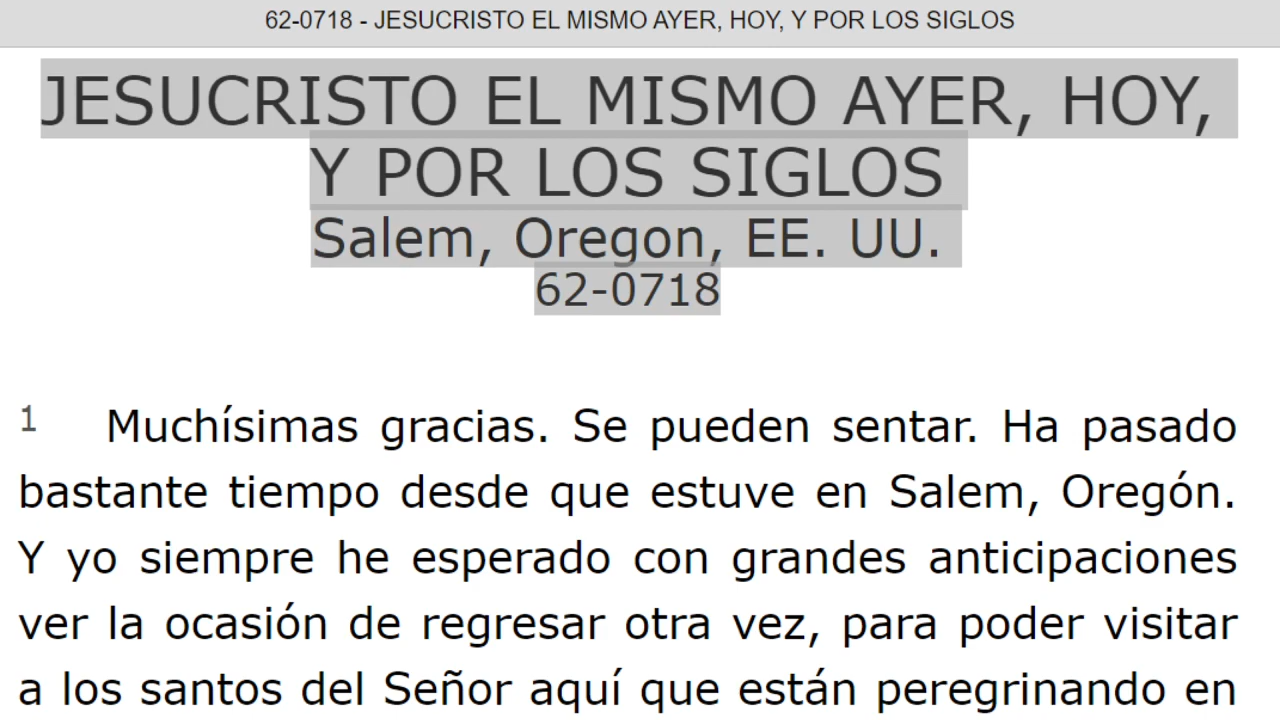 62-0718 - JESUCRISTO EL MISMO AYER, HOY, Y POR LOS SIGLOS
JESUCRISTO EL MISMO AYER, HOY,
Y POR LOS SIGLOS
Salem, Oregon, EE. UU.
62-0718
1 Muchísimas gracias. Se pueden sentar. Ha pasado
bastante tiempo desde que estuve en Salem, Oregón.
Y yo siempre he esperado con grandes anticipaciones
ver la ocasión de regresar otra vez, para poder visitar
a los santos del Señor aquí que están peregrinando en